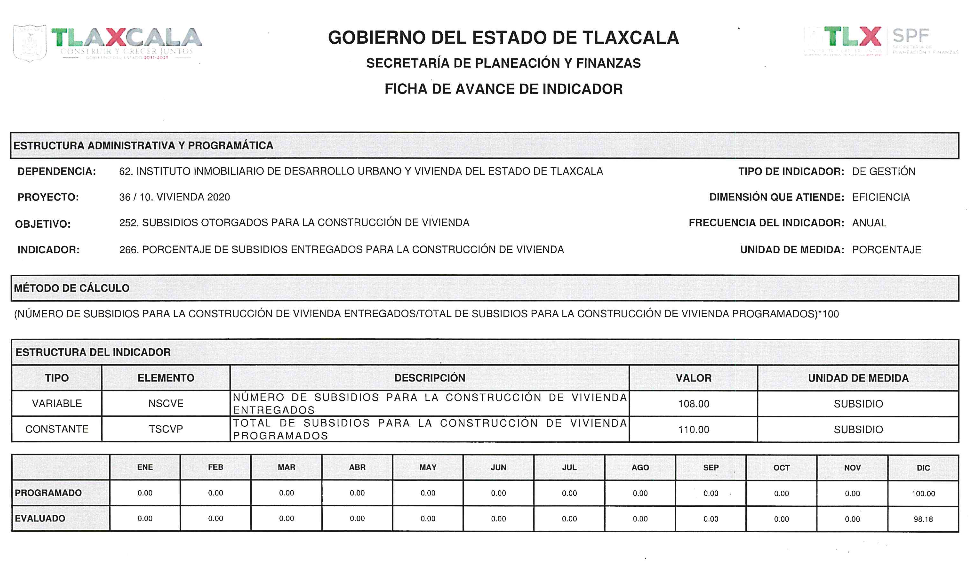 TLAXCALA
CONSTRUIR Y CRECER JUNTOS
GOBIERNO DEL ESTADO DE TLAXCALA
SECRETARÍA DE PLANEACIÓN Y FINANZAS
FICHA DE AVANCE DE INDICADOR
TLX SPF
ESTRUCTURA ADMINISTRATIVA Y PROGRAMÁTICA
DEPENDENCIA: 62. INSTITUTO INMOBILIARIO DE DESARROLLO URBANO Y VIVIENDA DEL ESTADO DE TLAXCALA TIPO DE INDICADOR: DE GESTIÓN
PROYECTO: 36 / 10. VIVIENDA 2020 DIMENSIÓN QUE ATIENDE: EFICIENCIA
OBJETIVO: 252. SUBSIDIOS OTORGADOS PARA LA CONSTRUCCIÓN DE VIVIENDA FRECUENCIA DEL INDICADOR: ANUAL
INDICADOR: 266. PORCENTAJE DE SUBSIDIOS ENTREGADOS PARA LA CONSTRUCCIÓN DE VIVIENDA UNIDAD DE MEDIDA: PORCENTAJE
MÉTODO DE CÁLCULO
(NÚMERO DE SUBSIDIOS PARA LA CONSTRUCCIÓN DE VIVIENDA ENTREGADOS/TOTAL DE SUBSIDIOS PARA LA CONSTRUCCIÓN DE VIVIENDA PROGRAMADOS)*100
ESTRUCTURA DEL INDICADOR
TIPO ELEMENTO DESCRIPCIÓN VALOR UNIDAD DE MEDIDA
VARIABLE NSCVE NÚMERO DE SUBSIDIOS PARA LA CONSTRUCCIÓN DE VIVIENDA ENTREGADOS 108.00 SUBSIDIO
CONSTANTE TSCVP TOTAL DE SUBSIDIOS PARA LA CONSTRUCCIÓN DE VIVIENDA PROGRAMADOS 110.00 SUBSIDIO
ENE FEB MAR ABR MAY JUN JUL AGO SEP OCT NOV DIC
PROGRAMADO 0.00 0.00 0.00 0.00 0.00 0.00 0.00 0.00 0.00 0.00 0.00 100.00
EVALUADO 0.00 0.00 0.00 0.00 0.00 0.00 0.00 0.00 0.00 0.00 0.00 98.18